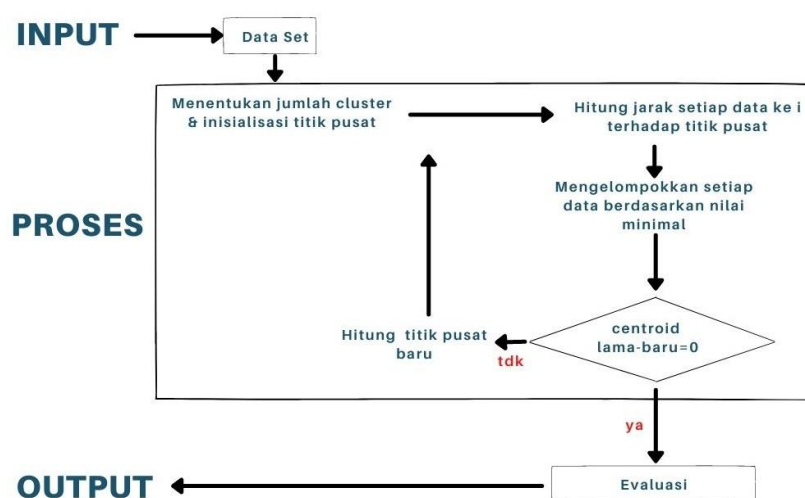 INPUT
Data Set
Menentukan jumlah cluster
& inisialisasi titik pusat
Hitung jarak setiap data ke i
terhadap titik pusat
Mengelompokkan setiap
data berdasarkan nilai
minimal
PROSES
centroid
lama-baru=0
tdk
Hitung titik pusat
baru
ya
Evaluasi
OUTPUT